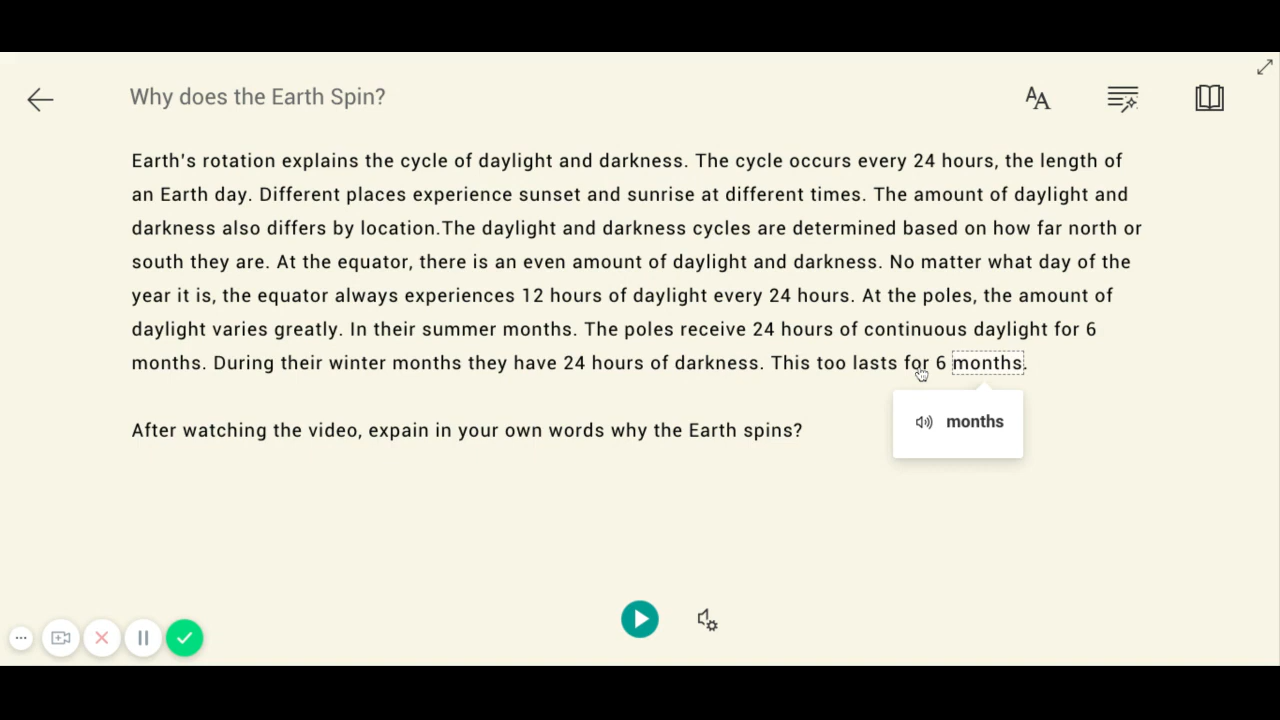 Why does the Earth Spin?
Earth's rotation explains the cycle of daylight and darkness. The cycle occurs every 24 hours, the length of
an Earth day. Different places experience sunset and sunrise at different times. The amount of daylight and
darkness also differs by location.The daylight and darkness cycles are determined based on how far north or
south they are. At the equator, there is an even amount of daylight and darkness. No matter what day of the
year it is, the equator always experiences 12 hours of daylight every 24 hours. At the poles, the amount of
daylight varies greatly. In their summer months. The poles receive 24 hours of continuous daylight for 6
months. During their winter months they have 24 hours of darkness. This too lasts for 6 months.
months
After watching the video, expain in your own words why the Earth spins?